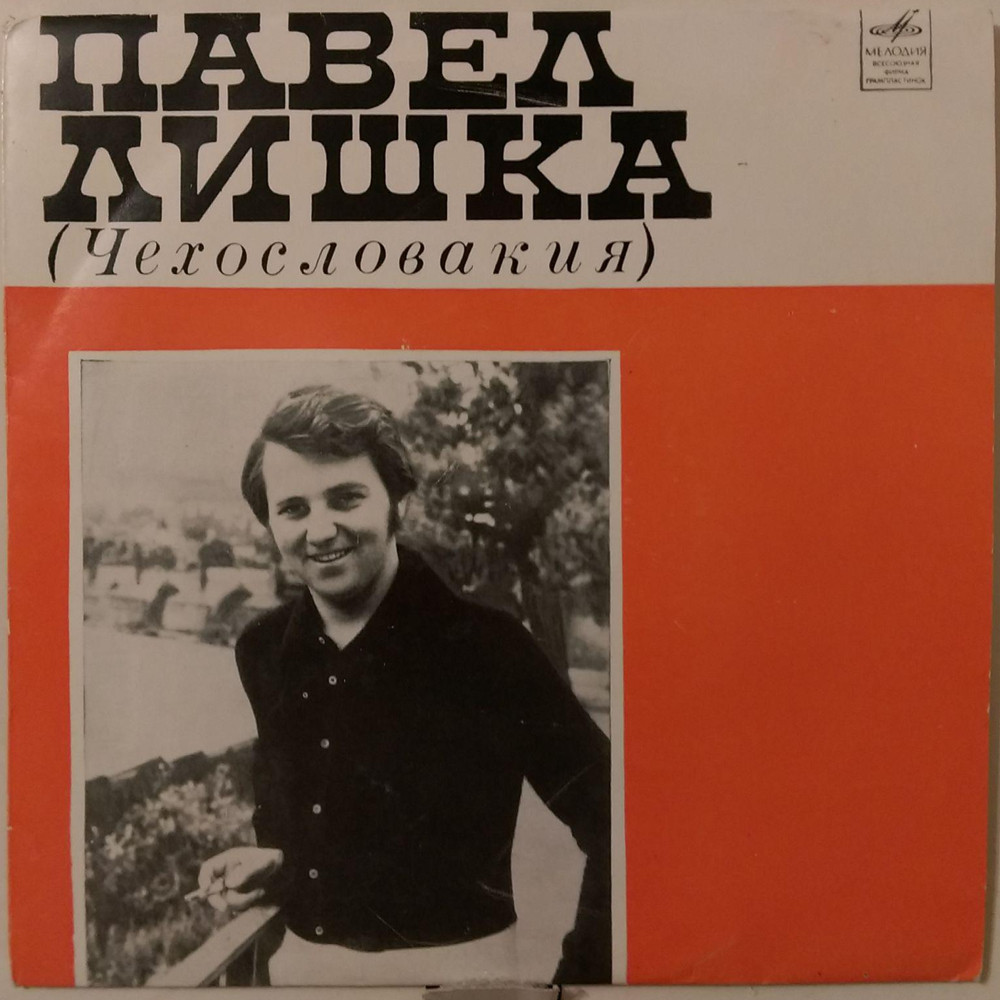 ПАВЕЛ
ЛИШКА
(Чехословакия)
МЕЛОДИЯ
ВСЕСОЮЗНАЯ
ФИРМА
ГРАМПЛАСТИНОК